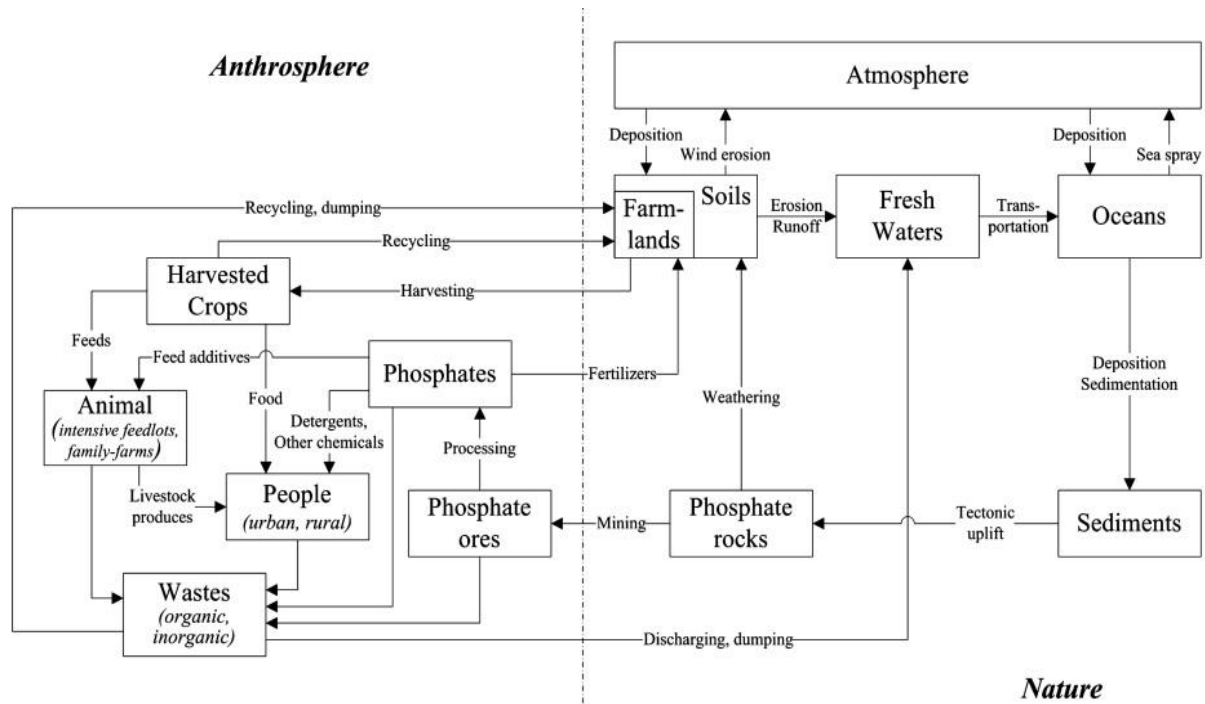 Anthrosphere
Atmosphere
Deposition
Wind erosion
Deposition
Sea spray
Recycling, dumping
Farm-
lands
Soils
Erosion
Runoff
Fresh
Waters
Trans-
portation
Oceans
Recycling
Harvested
Crops
Harvesting
Feeds
Feed additives
Phosphates
Fertilizers
Weathering
Deposition
Sedimentation
Animal
(intensive feedlots,
family-farms)
Food
Detergents,
Other chemicals
Processing
Livestock
produces
People
(urban, rural)
Phosphate
ores
Mining
Phosphate
rocks
Tectonic
uplift
Sediments
Wastes
(organic,
inorganic)
Discharging, dumping
Nature